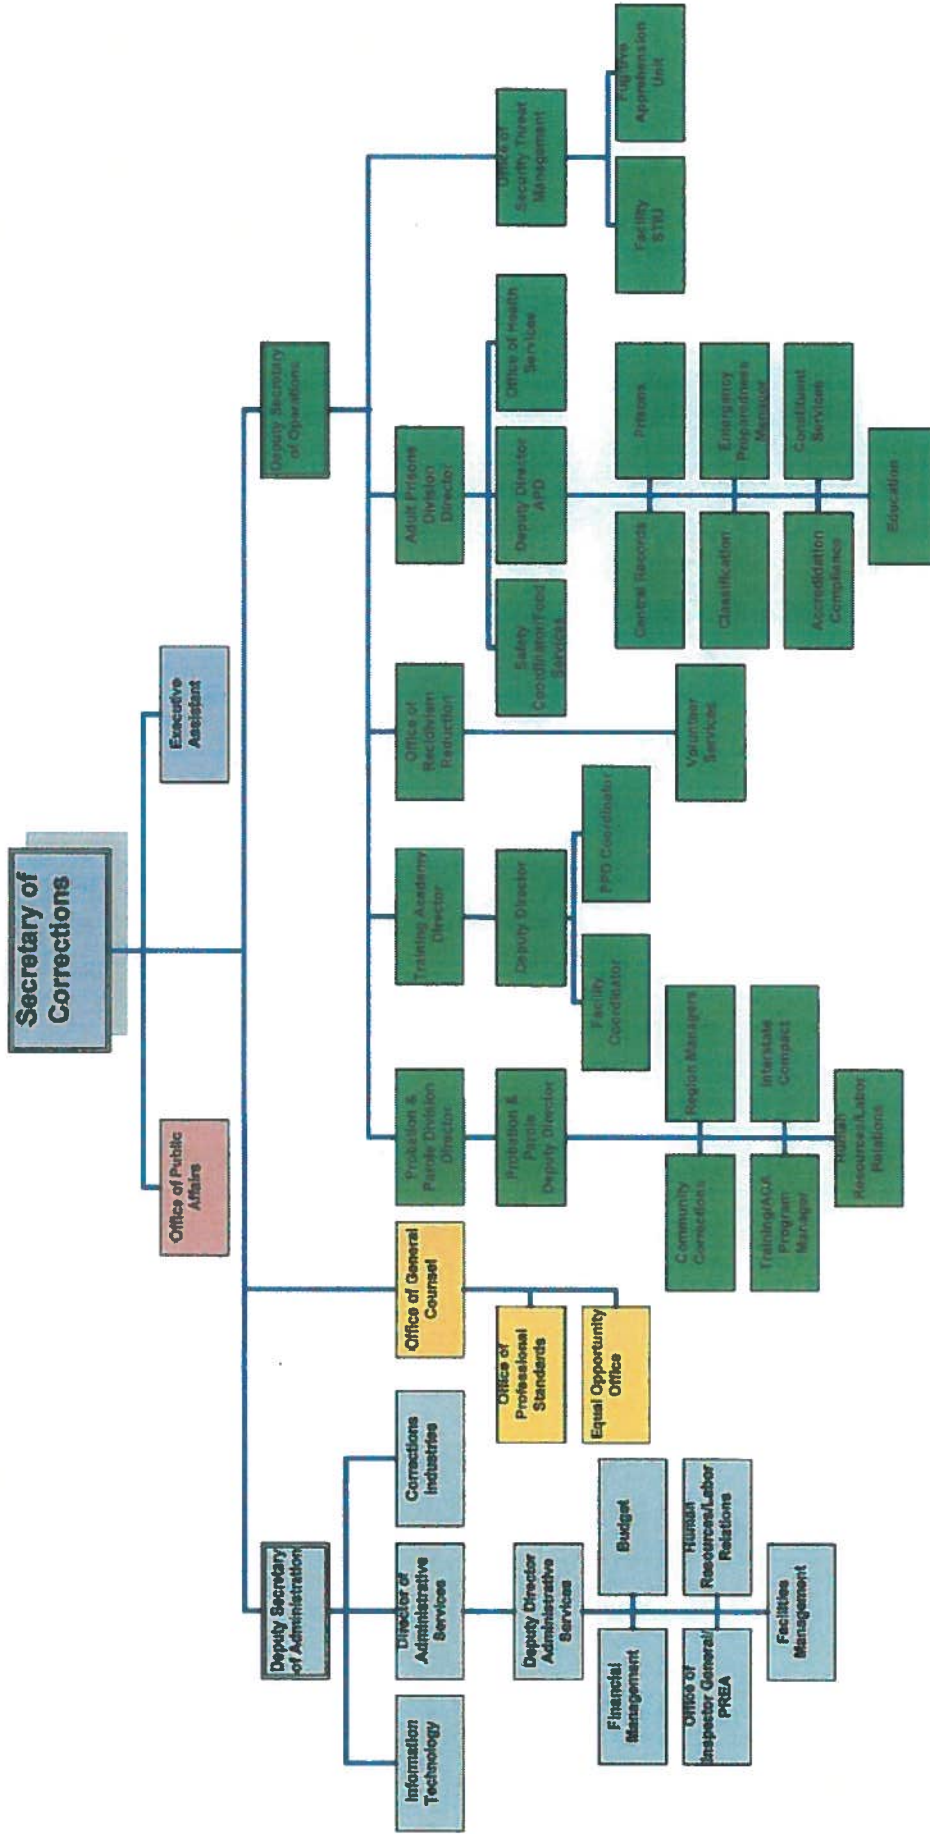 Secretary of
Corrections
Office of Public
Affairs
Executive
Assistant
Deputy Secretary
of Administration
Deputy Secretary
of Operations
Information
Technology
Director of
Administrative
Services
Corrections
Industries
Office of General
Counsel
Probation &
Parole Division
Director
Training Academy
Director
Office of
Recidivism
Reduction
Adult Prisons
Division
Director
Office of
Security Threat
Management
Deputy Director
Administrative
Services
Office of
Professional
Standards
Equal Opportunity
Office
Probation &
Parole
Deputy Director
Deputy Director
Safety
Coordinator/Food
Services
Deputy Director
APD
Office of Health
Services
Financial
Management
Budget
Office of
Inspector General/
PREA
Human
Resources/Labor
Relations
Facilities
Management
Community
Corrections
Region Managers
Training/ACA
Program
Manager
Interstate
Compact
Human
Resources/Labor
Relations
Facility
Coordinator
PPD Coordinator
Volunteer
Services
Central Records
Prisons
Classification
Emergency
Preparedness
Manager
Accredidation
Compliance
Constituent
Services
Education
Facility
STIU
Fugitive
Apprehension
Unit